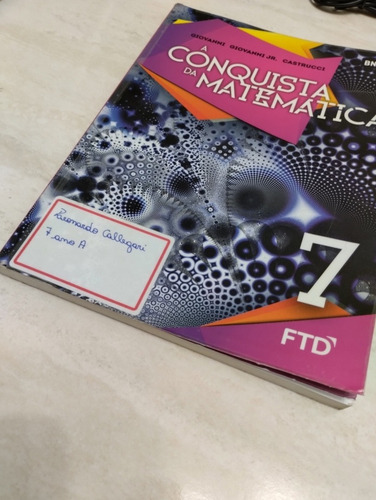 GIOVANNI GIOVANNI JR. CASTRUCCI
BN
A
CONQUISTA
DA MATEMÁTICA
Leonardo Callegari
7 ano A
7
FTD